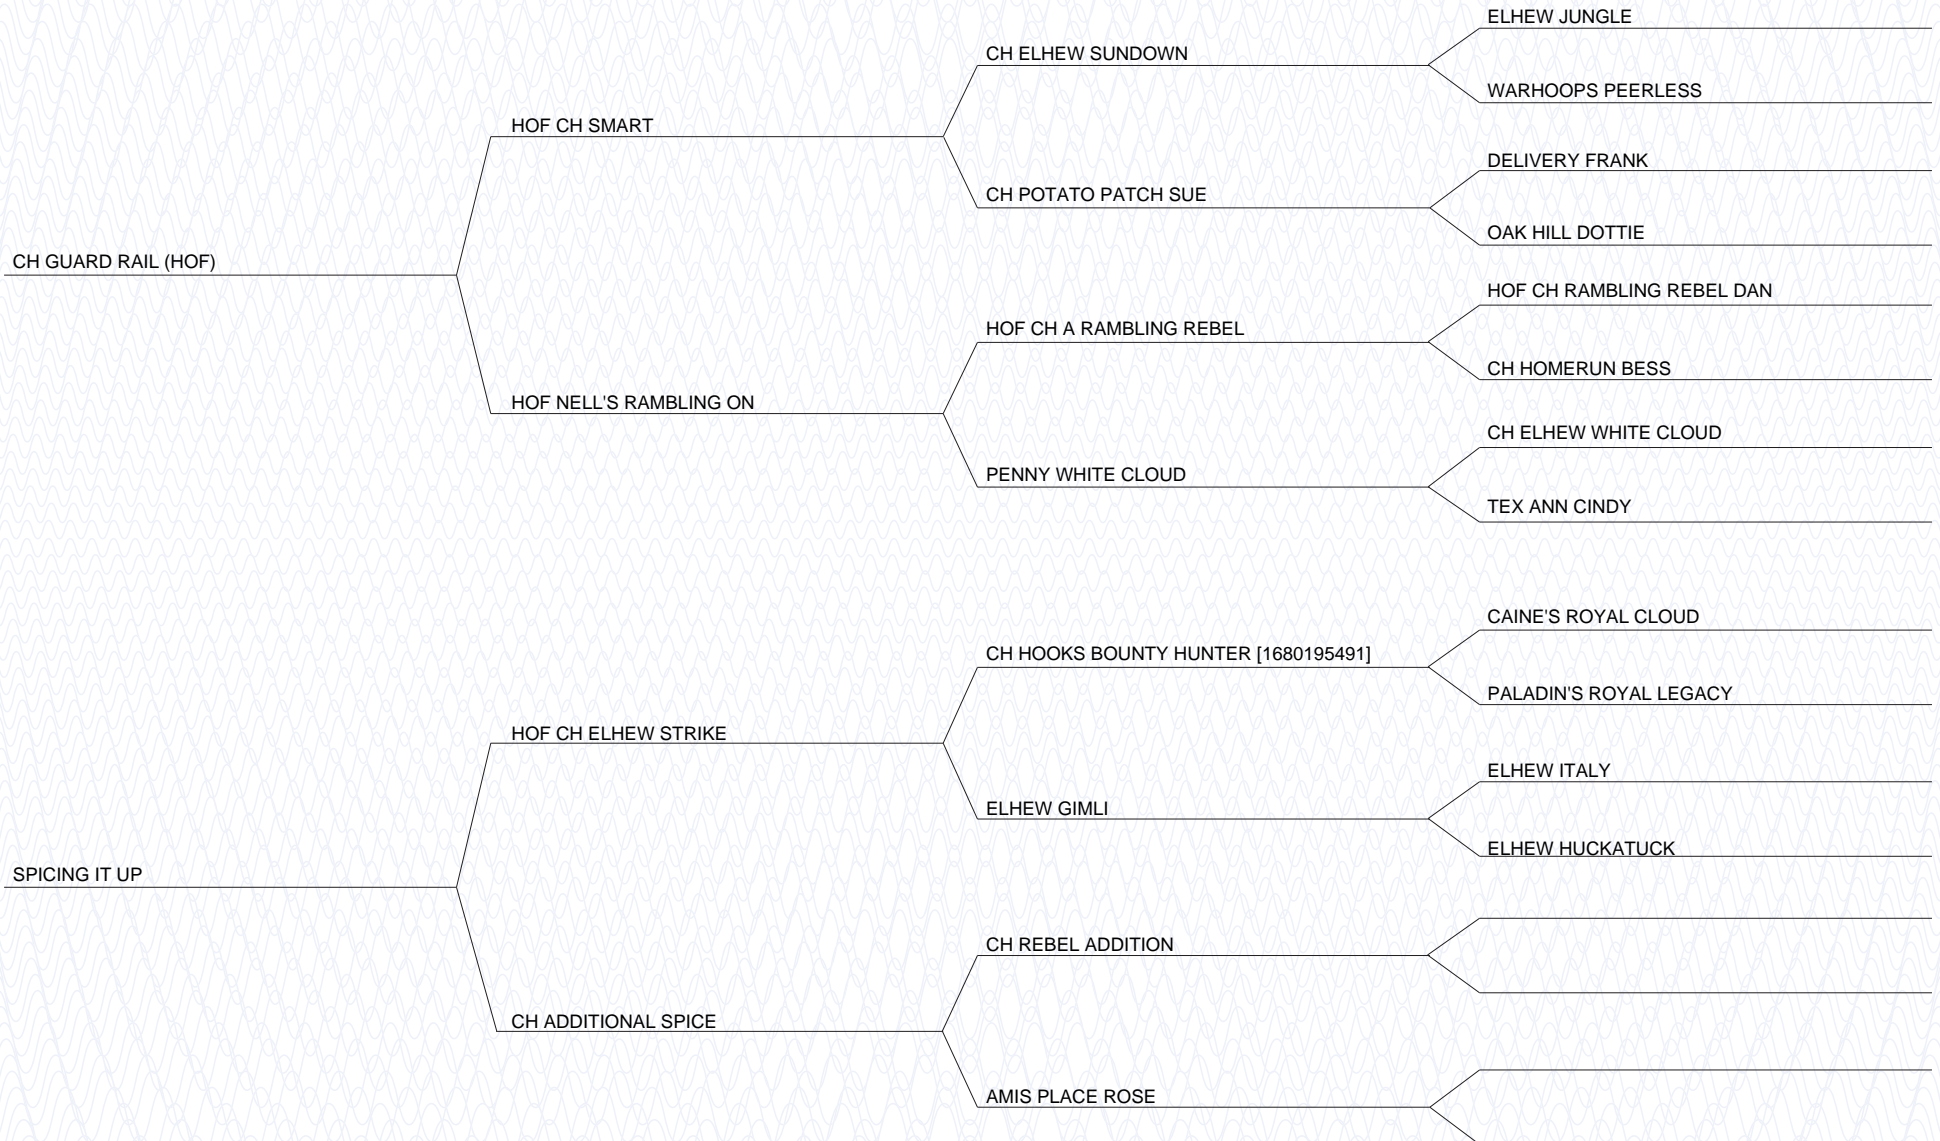 ELHEW JUNGLE
CH ELHEW SUNDOWN
WARHOOPS PEERLESS
HOF CH SMART
DELIVERY FRANK
CH POTATO PATCH SUE
OAK HILL DOTTIE
CH GUARD RAIL (HOF)
HOF CH RAMBLING REBEL DAN
HOF CH A RAMBLING REBEL
CH HOMERUN BESS
HOF NELL'S RAMBLING ON
CH ELHEW WHITE CLOUD
PENNY WHITE CLOUD
TEX ANN CINDY
CAINE'S ROYAL CLOUD
CH HOOKS BOUNTY HUNTER [1680195491]
PALADIN'S ROYAL LEGACY
HOF CH ELHEW STRIKE
ELHEW ITALY
ELHEW GIMLI
ELHEW HUCKATUCK
SPICING IT UP
CH REBEL ADDITION
CH ADDITIONAL SPICE
AMIS PLACE ROSE